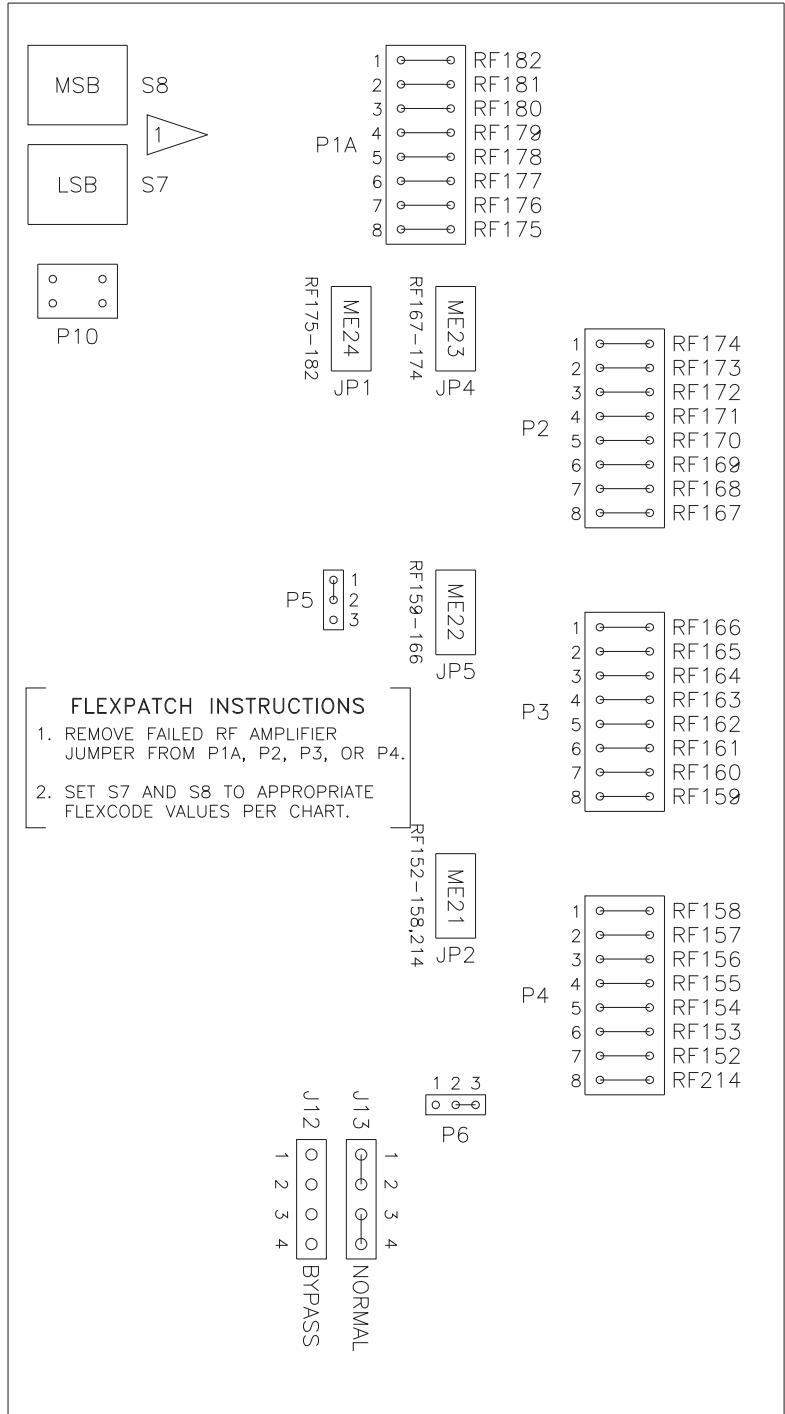 MSB S8
1
LSB S7
P10
P1A
1 RF182
2 RF181
3 RF180
4 RF179
5 RF178
6 RF177
7 RF176
8 RF175
RF175-182
ME24
JP1
RF167-174
ME23
JP4
P2
1 RF174
2 RF173
3 RF172
4 RF171
5 RF170
6 RF169
7 RF168
8 RF167
P5
1
2
3
RF159-166
ME22
JP5
P3
1 RF166
2 RF165
3 RF164
4 RF163
5 RF162
6 RF161
7 RF160
8 RF159
FLEXPATCH INSTRUCTIONS
1. REMOVE FAILED RF AMPLIFIER
JUMPER FROM P1A, P2, P3, OR P4.
2. SET S7 AND S8 TO APPROPRIATE
FLEXCODE VALUES PER CHART.
RF152-158,214
ME21
JP2
P4
1 RF158
2 RF157
3 RF156
4 RF155
5 RF154
6 RF153
7 RF152
8 RF214
1 2 3
P6
J12
1 2 3 4
BYPASS
J13
1 2 3 4
NORMAL